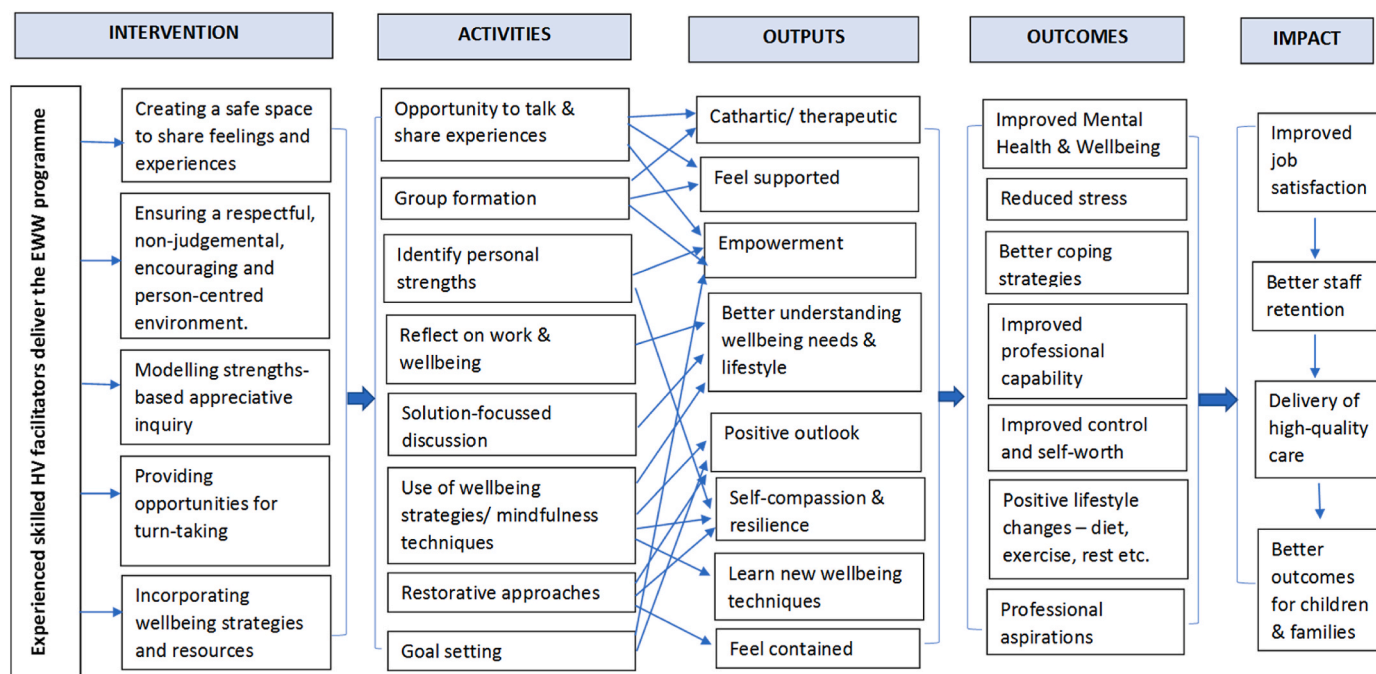 INTERVENTION
ACTIVITIES
OUTPUTS
OUTCOMES
IMPACT
Experienced skilled HV facilitators deliver the EWW programme
Creating a safe space
to share feelings and
experiences
Ensuring a respectful,
non-judgemental,
encouraging and
person-centred
environment.
Modelling strengths-
based appreciative
inquiry
Providing
opportunities for
turn-taking
Incorporating
wellbeing strategies
and resources
Opportunity to talk &
share experiences
Group formation
Identify personal
strengths
Reflect on work &
wellbeing
Solution-focussed
discussion
Use of wellbeing
strategies/ mindfulness
techniques
Restorative approaches
Goal setting
Cathartic/ therapeutic
Feel supported
Empowerment
Better understanding
wellbeing needs &
lifestyle
Positive outlook
Self-compassion &
resilience
Learn new wellbeing
techniques
Feel contained
Improved Mental
Health & Wellbeing
Reduced stress
Better coping
strategies
Improved
professional
capability
Improved control
and self-worth
Positive lifestyle
changes – diet,
exercise, rest etc.
Professional
aspirations
Improved
job
satisfaction
Better staff
retention
Delivery of
high-quality
care
Better
outcomes
for children
& families